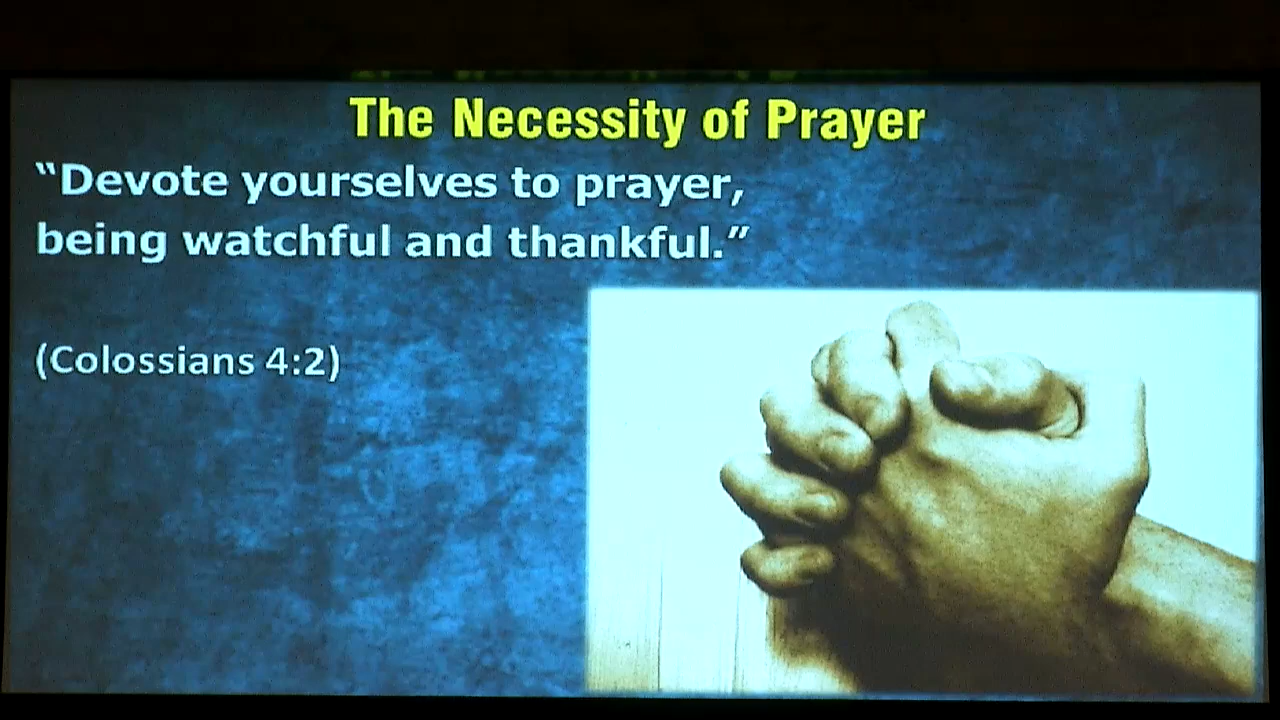 The Necessity of Prayer
“Devote yourselves to prayer,
being watchful and thankful.”
(Colossians 4:2)